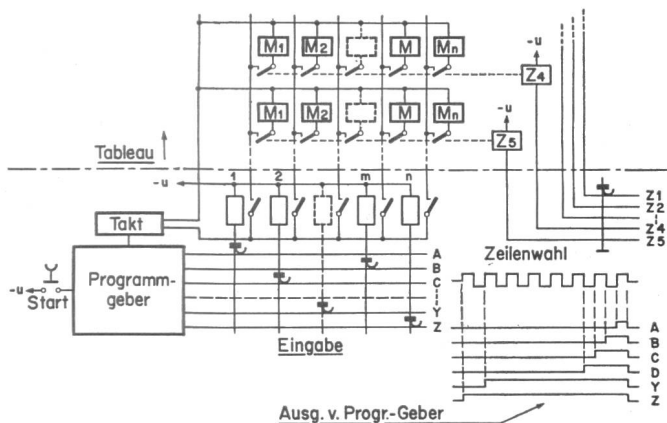 M1 M2 M Mn
-u
Z4
M1 M2 M Mn
-u
Z5
Tableau
-u 1 2 m n
Z1
Z2
Z4
Z5
Takt
Zeilenwahl
Programm-
geber
-u
Start
A
B
C
Y
Z
Eingabe
A
B
C
D
Y
Z
Ausg. v. Progr.-Geber